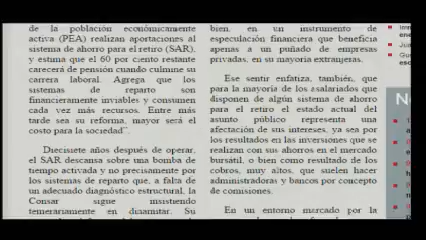 de la población económicamente
activa (PEA) realizan aportaciones al
sistema de ahorro para el retiro (SAR),
y estima que el 60 por ciento restante
carecerá de pensión cuando culmine su
carrera laboral. Agrega que los
sistemas de reparto son
financieramente inviables y consumen
cada vez más recursos. Entre más
tarde sea su reforma, mayor será el
costo para la sociedad".
Diecisiete años después de operar,
el SAR descansa sobre una bomba de
tiempo activada y no precisamente por
los sistemas de reparto que, a falta de
un adecuado diagnóstico estructural, la
Consar sigue insistiendo
temerariamente en dinamitar. Su
bien, en un instrumento de
especulación financiera que beneficia
apenas a un puñado de empresas
privadas, en su mayoría extranjeras.
Ese sentir enfatiza, también, que
para la mayoría de los asalariados que
disponen de algún sistema de ahorro
para el retiro el estado actual del
asunto público representa una
afectación de sus intereses, ya sea por
los resultados en las inversiones que se
realizan con sus ahorros en el mercado
bursátil, o bien como resultado de los
cobros, muy altos, que suelen hacer
administradoras y bancos por concepto
de comisiones.
En un entorno marcado por la